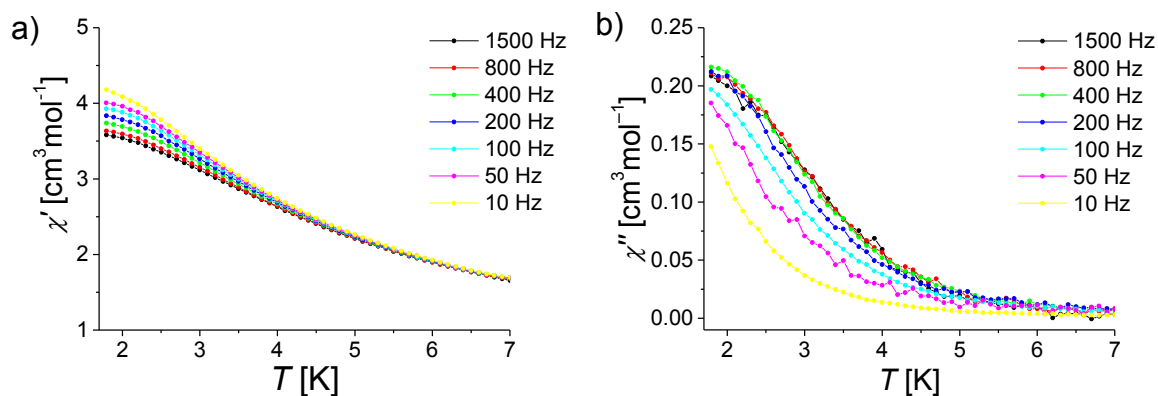 a)
χ′ [cm³mol⁻¹]
5
4
3
2
1
2 3 4 5 6 7
T [K]
1500 Hz
800 Hz
400 Hz
200 Hz
100 Hz
50 Hz
10 Hz
b)
χ″ [cm³mol⁻¹]
0.25
0.20
0.15
0.10
0.05
0.00
2 3 4 5 6 7
T [K]
1500 Hz
800 Hz
400 Hz
200 Hz
100 Hz
50 Hz
10 Hz